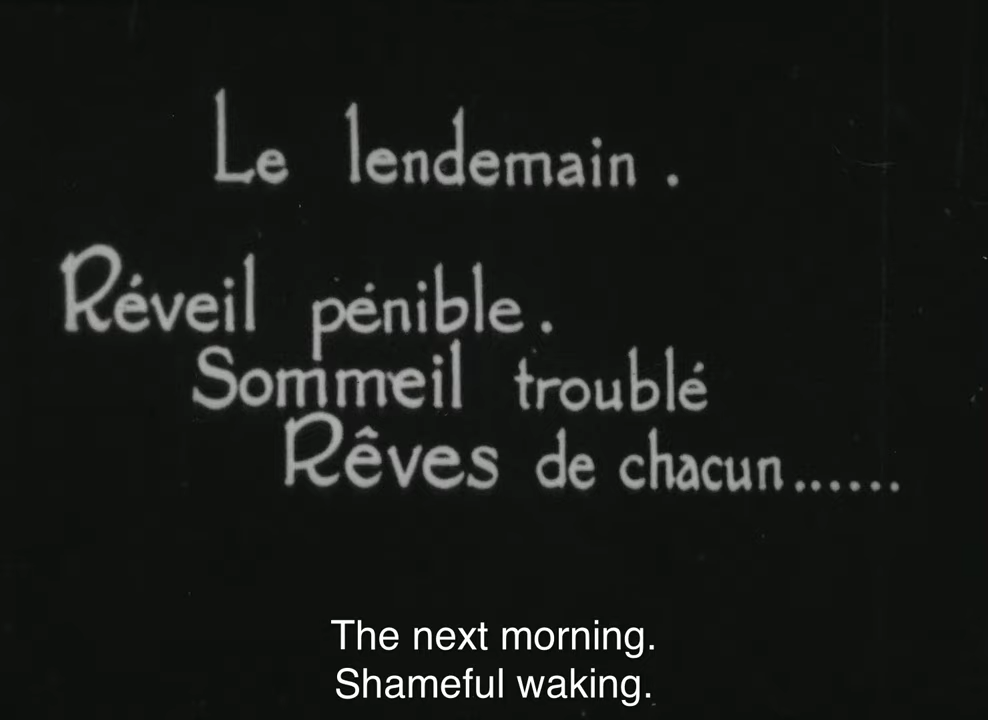 Le lendemain.
Réveil pénible.
Sommeil troublé
Rêves de chacun......
The next morning.
Shameful waking.